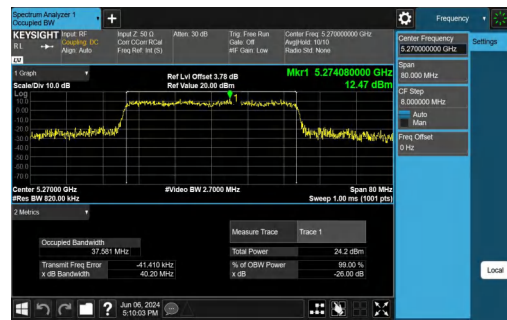 Spectrum Analyzer 1
Occupied BW
+
Frequency
KEYSIGHT
RL
LV
Input: RF
Coupling: DC
Align: Auto
Input Z: 50 Ω
Corr CCorr RCal
Freq Ref: Int (S)
Atten: 30 dB
Trig: Free Run
Gate: Off
#IF Gain: Low
Center Freq: 5.270000000 GHz
Avg|Hold: 10/10
Radio Std: None
Center Frequency
5.270000000 GHz
Settings
Span
80.000 MHz
CF Step
8.000000 MHz
Auto
Man
Freq Offset
0 Hz
Local
1 Graph
Scale/Div 10.0 dB
Ref Lvl Offset 3.78 dB
Ref Value 20.00 dBm
Mkr1 5.274080000 GHz
12.47 dBm
Log
10.0
0.00
-10.0
-20.0
-30.0
-40.0
-50.0
-60.0
-70.0
1
Center 5.27000 GHz
#Res BW 820.00 kHz
#Video BW 2.7000 MHz
Span 80 MHz
Sweep 1.00 ms (1001 pts)
2 Metrics
Measure Trace
Trace 1
Occupied Bandwidth
37.581 MHz
Total Power
24.2 dBm
Transmit Freq Error
-41.410 kHz
% of OBW Power
99.00 %
x dB Bandwidth
40.20 MHz
x dB
-26.00 dB
?
Jun 06, 2024
5:10:03 PM